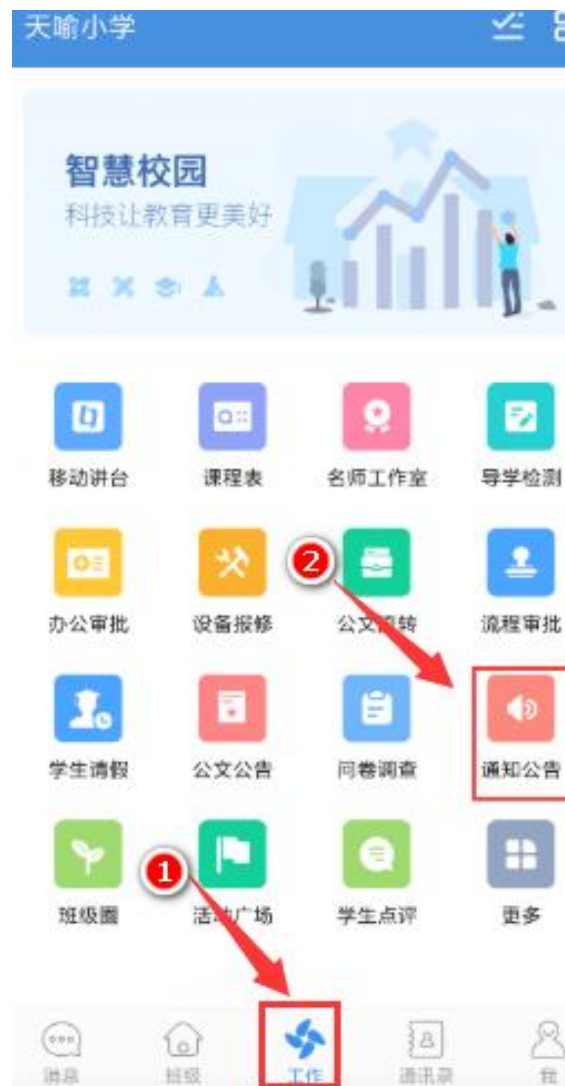 天喻小学
智慧校园
科技让教育更美好
移动讲台 课程表 名师工作室 导学检测
2
办公审批 设备报修 公文流转 流程审批
学生请假 公文公告 问卷调查 通知公告
1
班级圈 活动广场 学生点评 更多
消息 班级 工作 通讯录 我